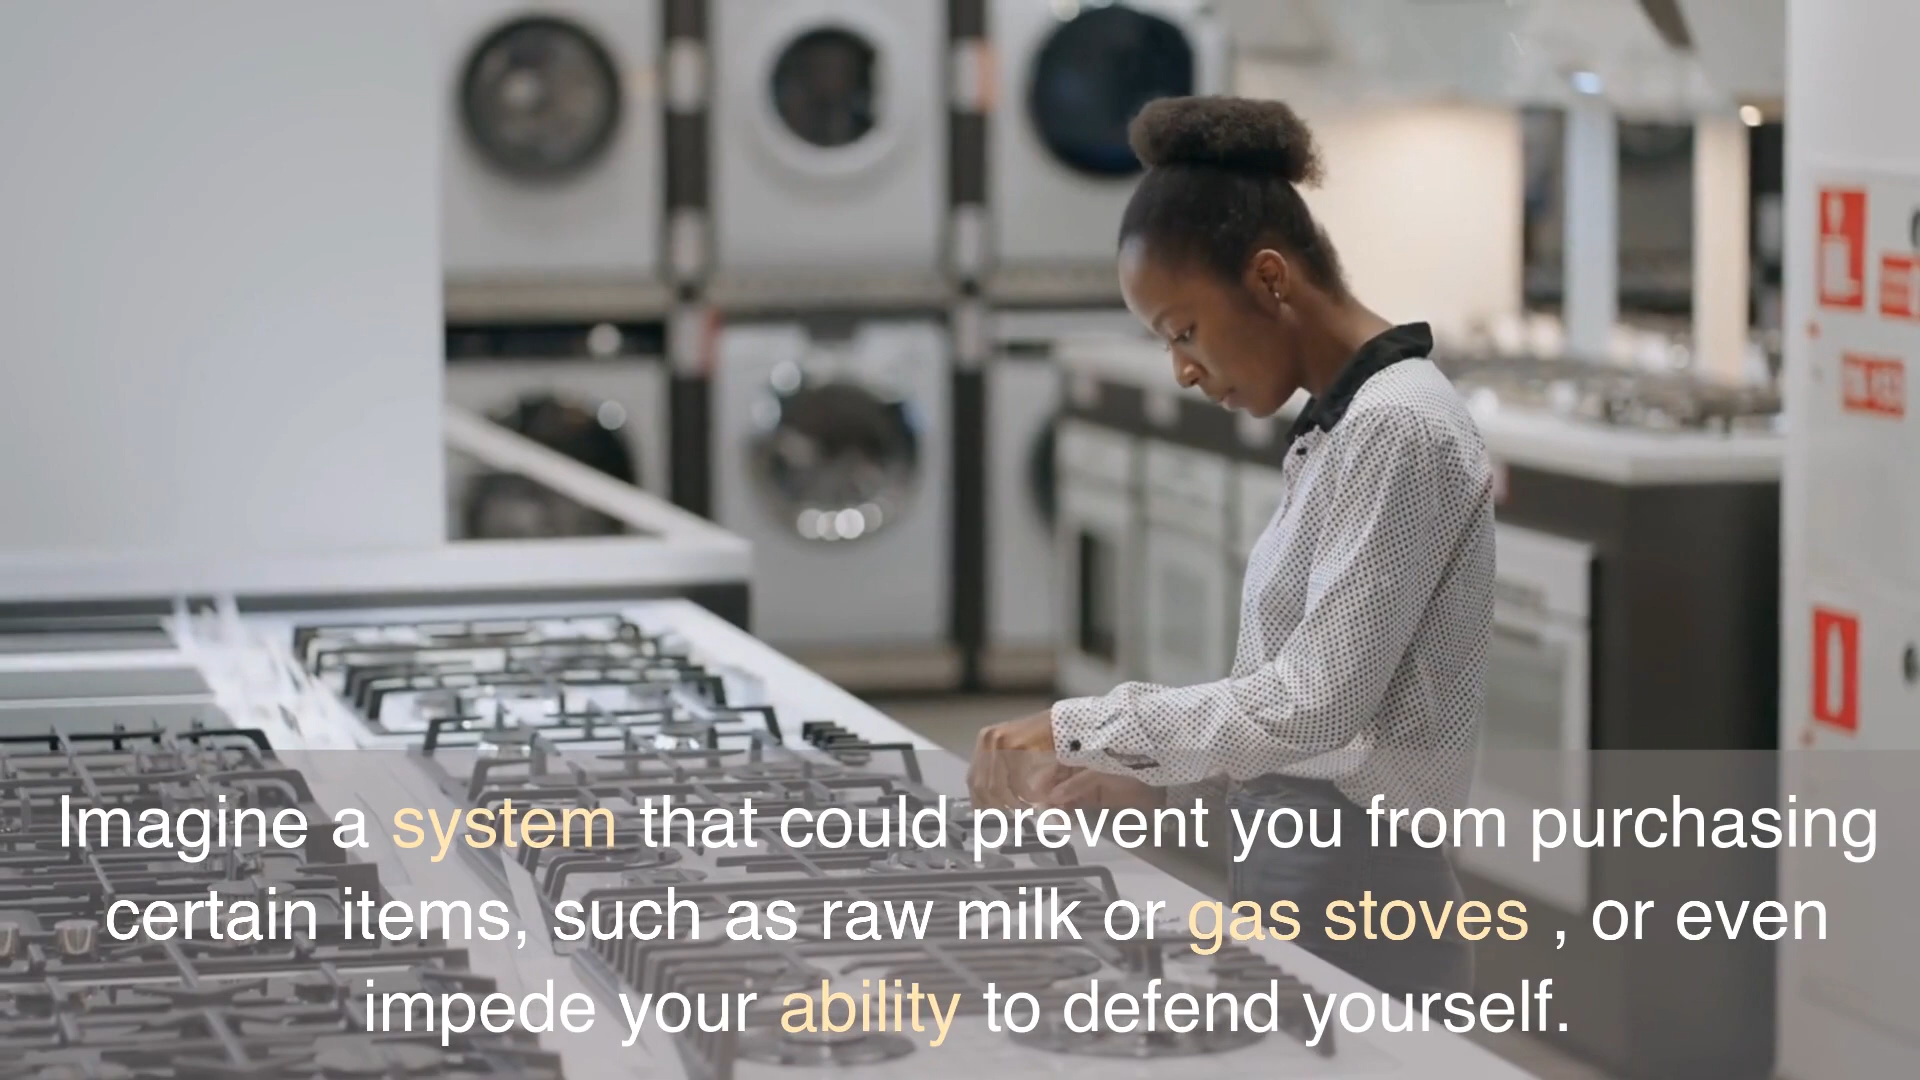 Imagine a system that could prevent you from purchasing
certain items, such as raw milk or gas stoves , or even
impede your ability to defend yourself.